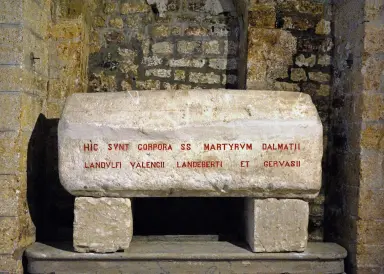 HIC SVNT CORPORA SS MARTYRVM DALMATII
LANDVLFI VALENCII LANDEBERTI ET GERVASII